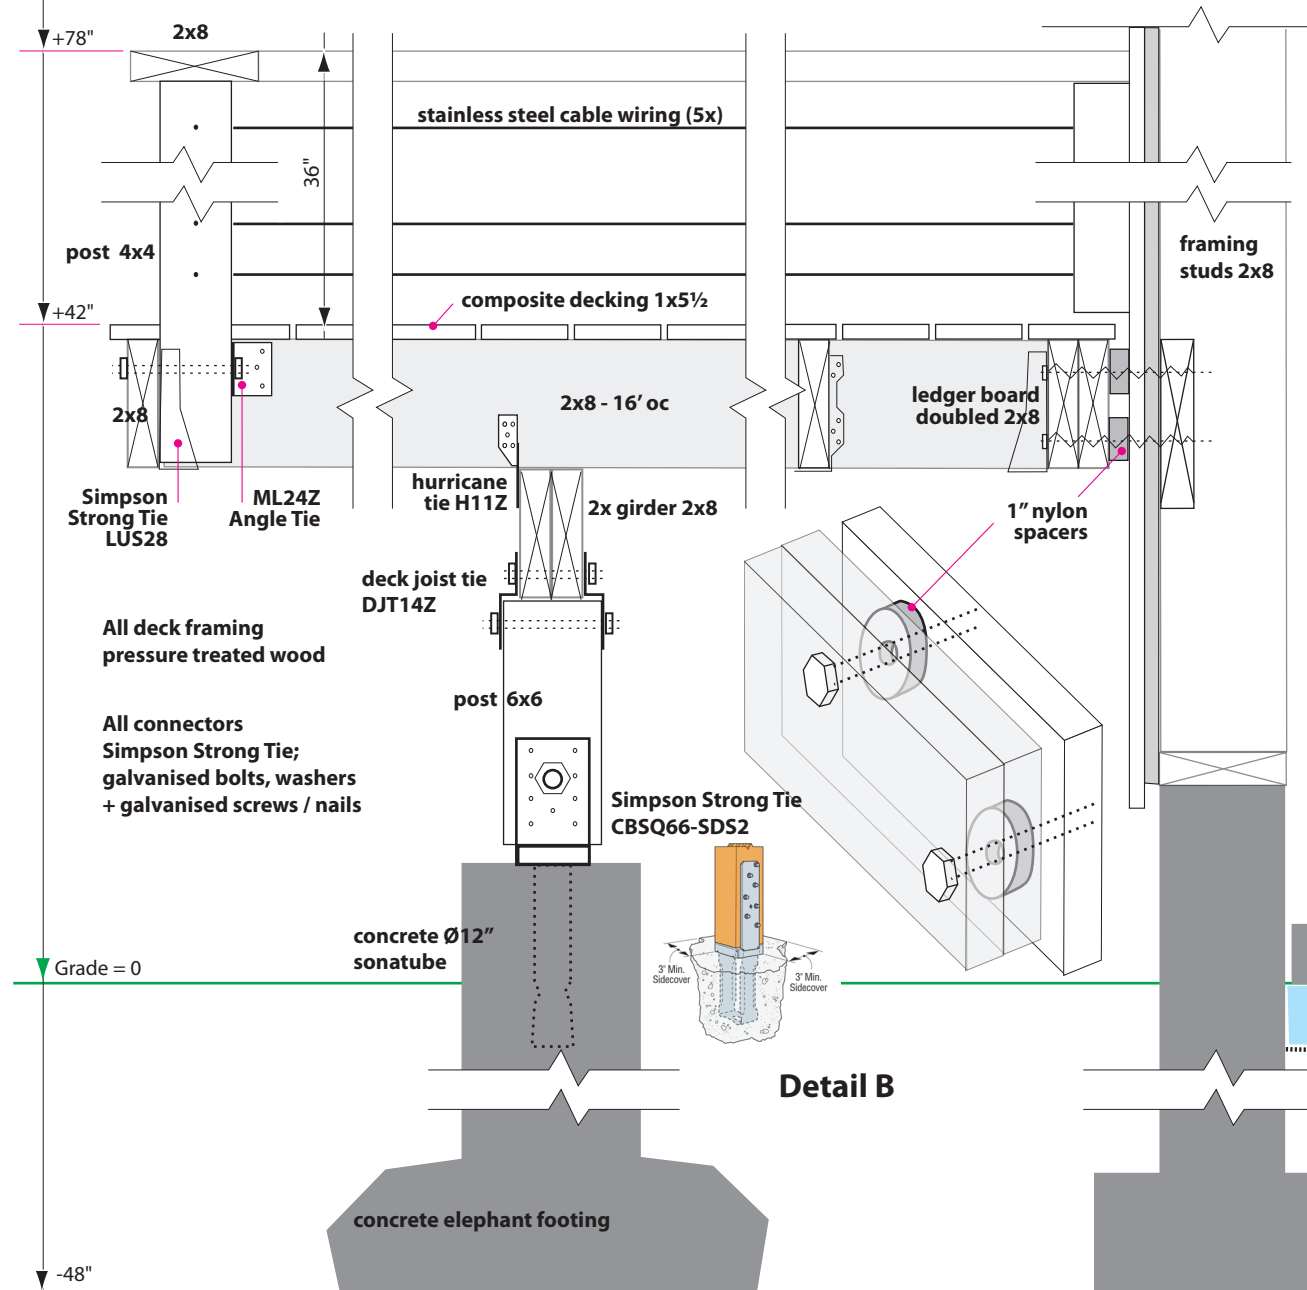 +78"
2x8
stainless steel cable wiring (5x)
36"
post 4x4
framing
studs 2x8
composite decking 1x5½
+42"
2x8
2x8 - 16’ oc
ledger board
doubled 2x8
Simpson
Strong Tie
LUS28
ML24Z
Angle Tie
hurricane
tie H11Z
2x girder 2x8
1” nylon
spacers
deck joist tie
DJT14Z
All deck framing
pressure treated wood
post 6x6
All connectors
Simpson Strong Tie;
galvanised bolts, washers
+ galvanised screws / nails
Simpson Strong Tie
CBSQ66-SDS2
concrete Ø12”
sonatube
3" Min.
Sidecover
3" Min.
Sidecover
Grade = 0
Detail B
concrete elephant footing
-48"